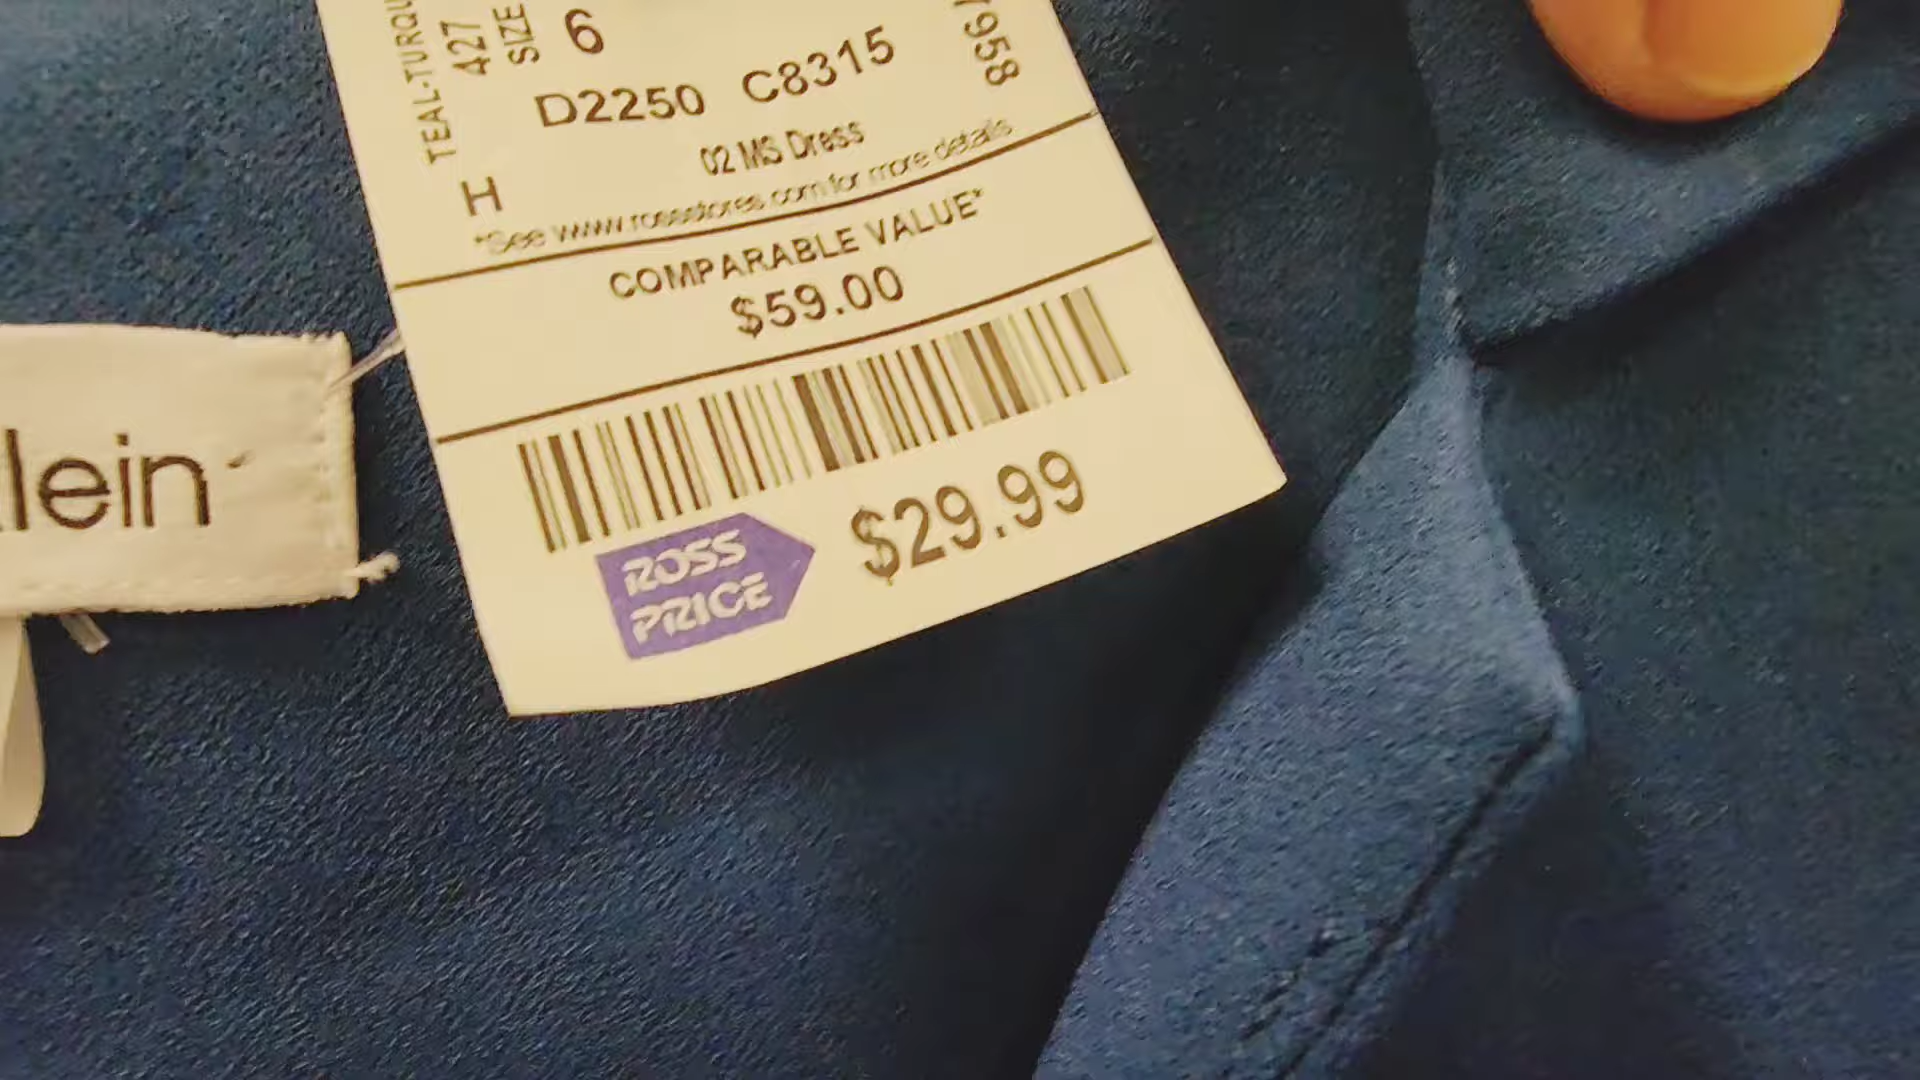 TEAL-TURQU
427
SIZE
6
7958
D2250 C8315
02 MS Dress
H
*See www.rossstores.com for more details
COMPARABLE VALUE*
$59.00
lein
$29.99
ROSS
PRICE